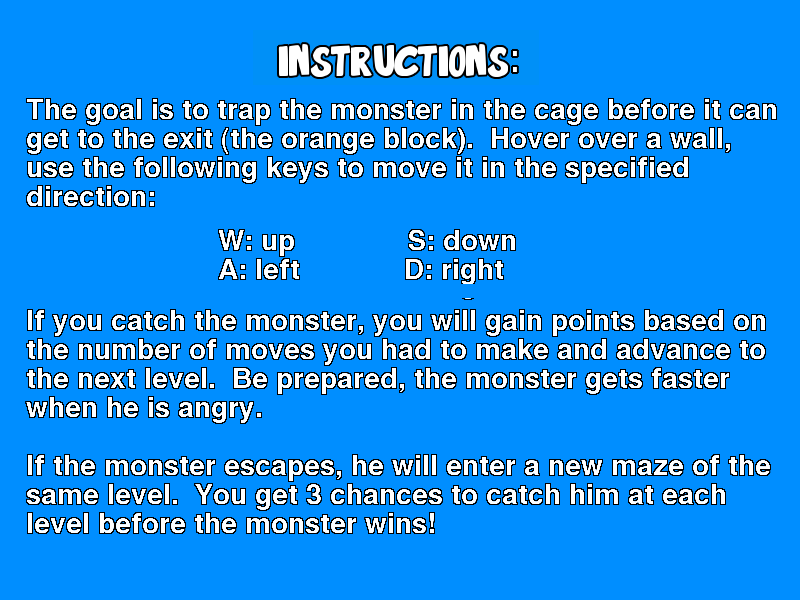 INSTRUCTIONS:
The goal is to trap the monster in the cage before it can
get to the exit (the orange block).  Hover over a wall,
use the following keys to move it in the specified
direction:
W: up S: down
A: left D: right
If you catch the monster, you will gain points based on
the number of moves you had to make and advance to
the next level.  Be prepared, the monster gets faster
when he is angry.
If the monster escapes, he will enter a new maze of the
same level.  You get 3 chances to catch him at each
level before the monster wins!